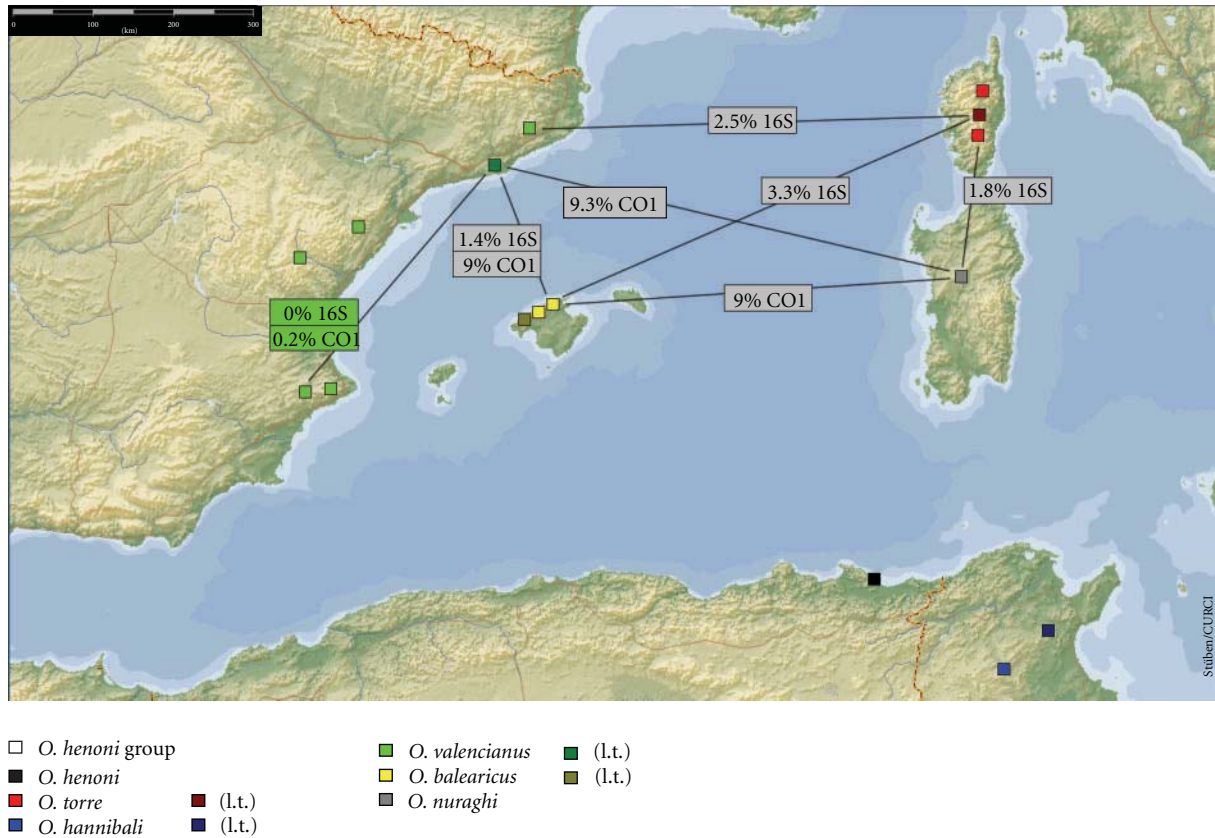 0 100 200 300
(km)
2.5% 16S
3.3% 16S
1.8% 16S
9.3% CO1
1.4% 16S
9% CO1
9% CO1
0% 16S
0.2% CO1
Stüben/CURCI
O. henoni group
O. henoni
O. torre (l.t.)
O. hannibali (l.t.)
O. valencianus (l.t.)
O. balearicus (l.t.)
O. nuraghi